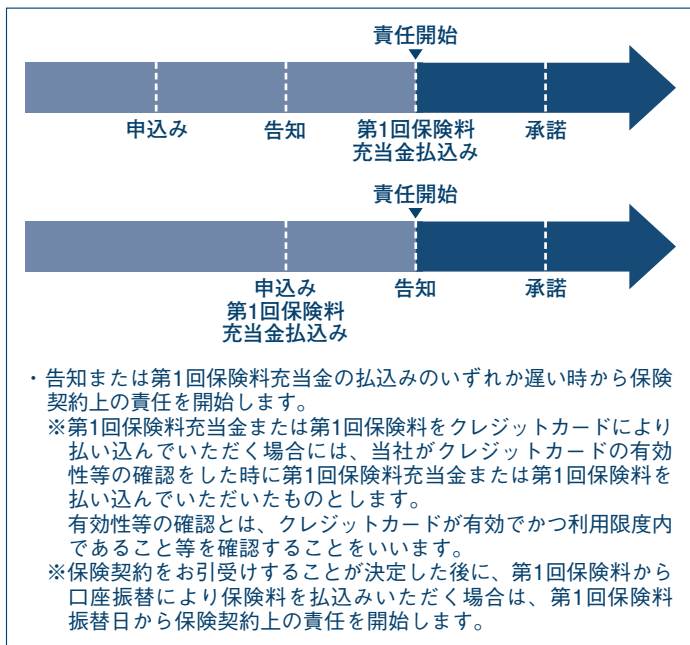 責任開始
申込み 告知 第1回保険料 承諾
充当金払込み
責任開始
申込み 告知 承諾
第1回保険料
充当金払込み
・告知または第1回保険料充当金の払込みのいずれか遅い時から保険
契約上の責任を開始します。
※第1回保険料充当金または第1回保険料をクレジットカードにより
払い込んでいただく場合には、当社がクレジットカードの有効
性等の確認をした時に第1回保険料充当金または第1回保険料を
払い込んでいただいたものとします。
有効性等の確認とは、クレジットカードが有効でかつ利用限度内
であること等を確認することをいいます。
※保険契約をお引受けすることが決定した後に、第1回保険料から
口座振替により保険料を払込みいただく場合は、第1回保険料
振替日から保険契約上の責任を開始します。